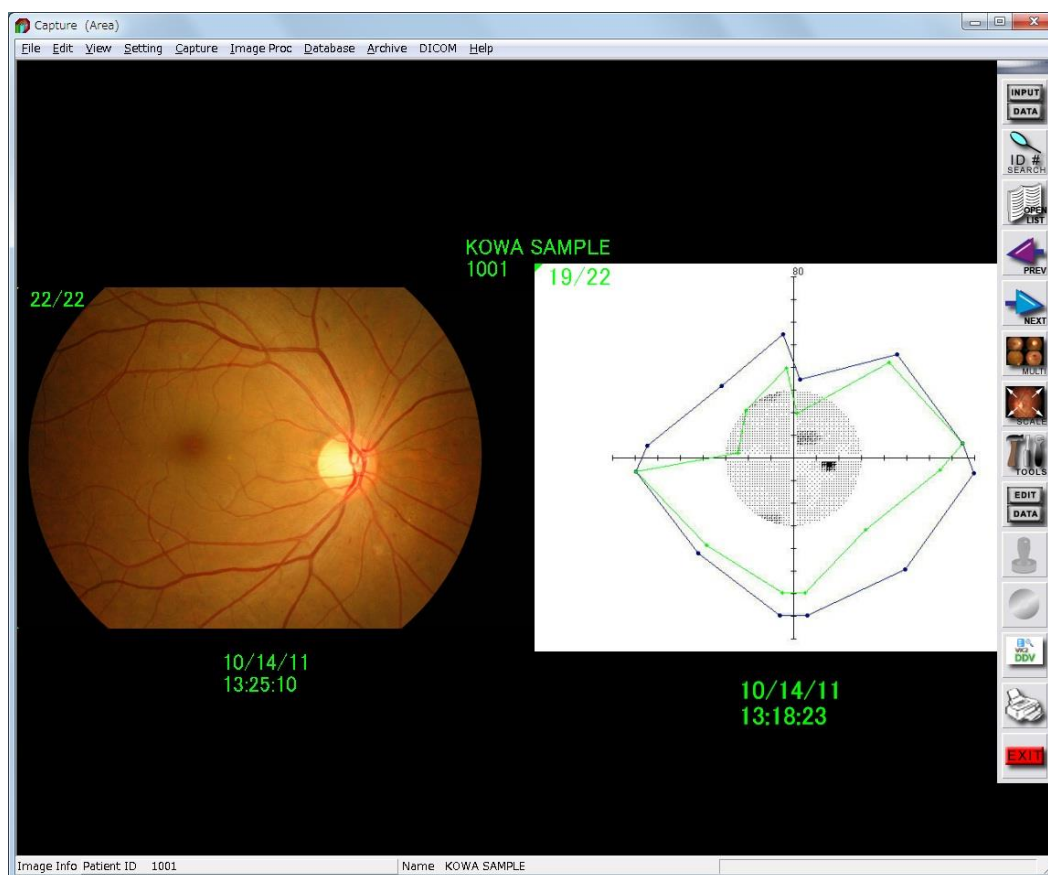 Capture (Area)
File Edit View Setting Capture Image Proc Database Archive DICOM Help
INPUT
DATA
ID #
SEARCH
OPEN
LIST
PREV
NEXT
MULTI
SCALE
TOOLS
EDIT
DATA
DDV
EXIT
KOWA SAMPLE
1001
22/22
10/14/11
13:25:10
19/22
80
10/14/11
13:18:23
Image Info Patient ID 1001
Name KOWA SAMPLE